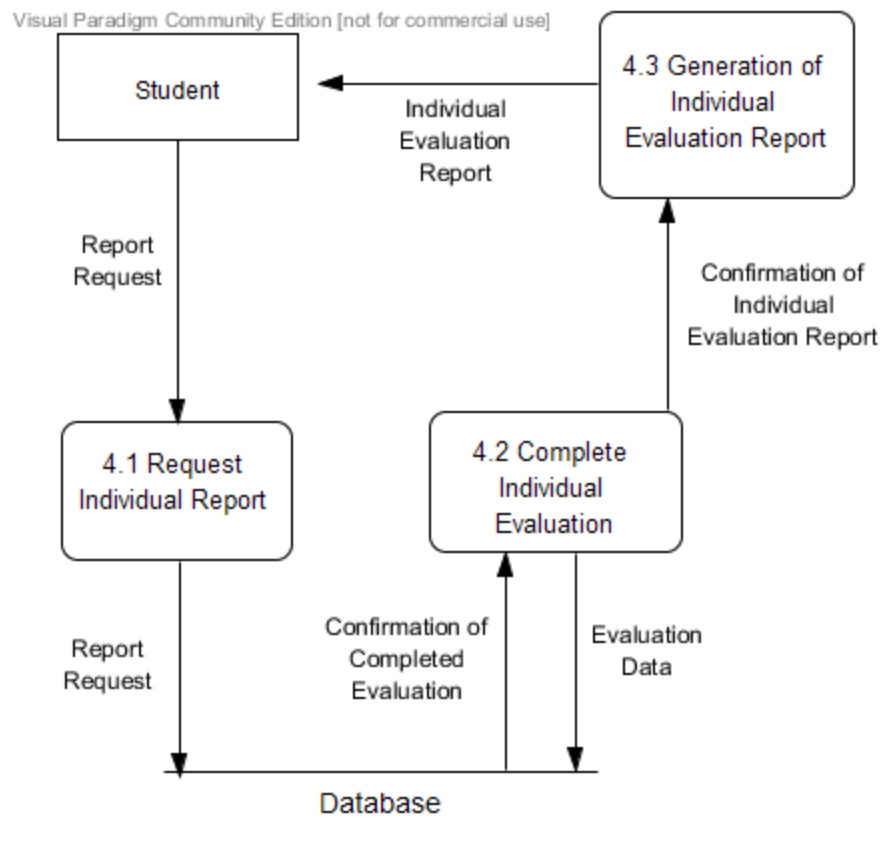 Visual Paradigm Community Edition [not for commercial use]
Student
4.3 Generation of
Individual
Evaluation Report
Individual
Evaluation
Report
Report
Request
Confirmation of
Individual
Evaluation Report
4.1 Request
Individual Report
4.2 Complete
Individual
Evaluation
Report
Request
Confirmation of
Completed
Evaluation
Evaluation
Data
Database